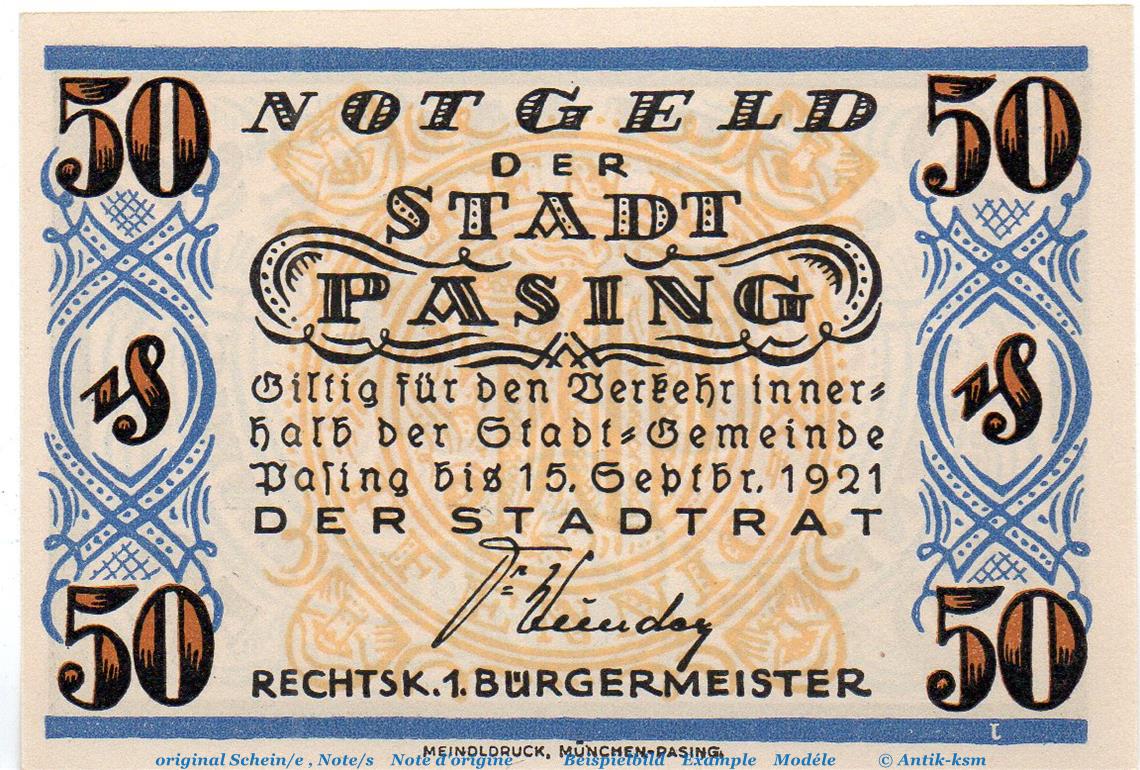 50 NOTGELD 50
DER
STADT
PASING
Giltig für den Verkehr inner=
halb der Stadt=Gemeinde
Pasing bis 15. Septbr. 1921
DER STADTRAT
50 50
RECHTSK. 1. BÜRGERMEISTER
MEINDLDRUCK, MÜNCHEN-PASING.
original Schein/e , Note/s Note d'origine Beispielbild Example Modéle © Antik-ksm